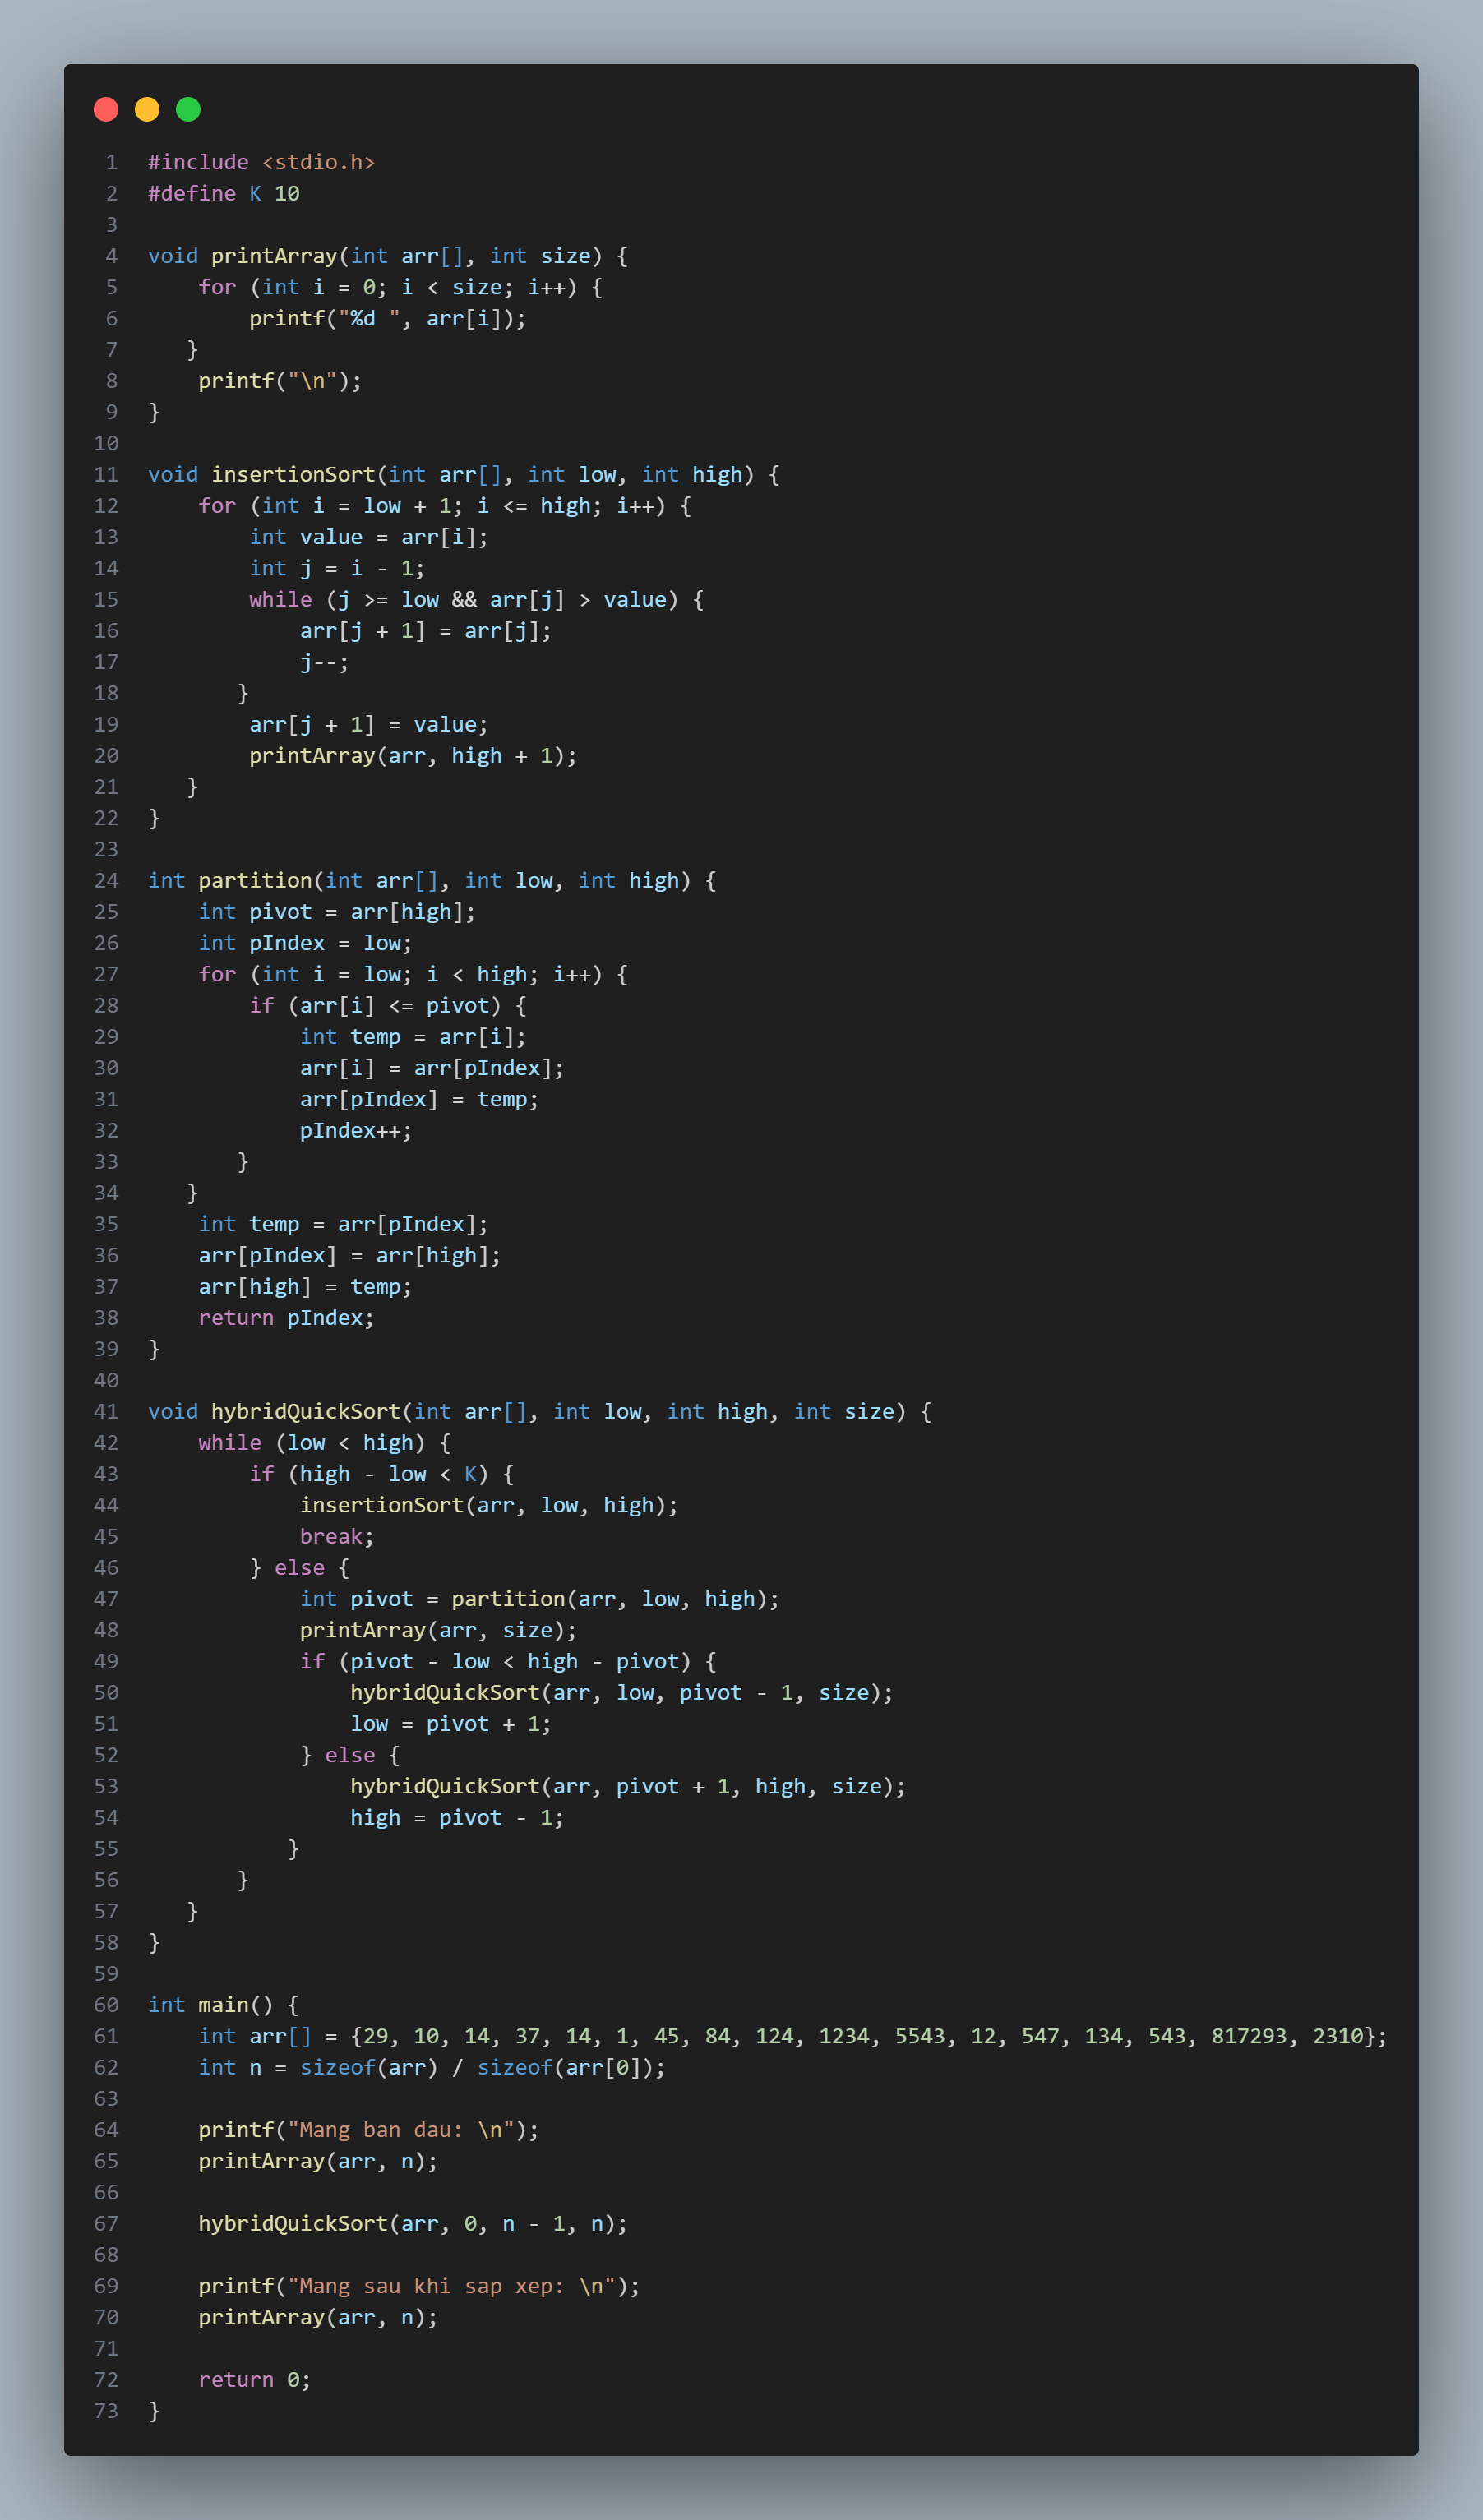 1 #include <stdio.h>
2 #define K 10
3
4 void printArray(int arr[], int size) {
5     for (int i = 0; i < size; i++) {
6         printf("%d ", arr[i]);
7    }
8     printf("\n");
9 }
10
11 void insertionSort(int arr[], int low, int high) {
12     for (int i = low + 1; i <= high; i++) {
13         int value = arr[i];
14         int j = i - 1;
15         while (j >= low && arr[j] > value) {
16             arr[j + 1] = arr[j];
17             j--;
18        }
19         arr[j + 1] = value;
20         printArray(arr, high + 1);
21    }
22 }
23
24 int partition(int arr[], int low, int high) {
25     int pivot = arr[high];
26     int pIndex = low;
27     for (int i = low; i < high; i++) {
28         if (arr[i] <= pivot) {
29             int temp = arr[i];
30             arr[i] = arr[pIndex];
31             arr[pIndex] = temp;
32             pIndex++;
33        }
34    }
35     int temp = arr[pIndex];
36     arr[pIndex] = arr[high];
37     arr[high] = temp;
38     return pIndex;
39 }
40
41 void hybridQuickSort(int arr[], int low, int high, int size) {
42     while (low < high) {
43         if (high - low < K) {
44             insertionSort(arr, low, high);
45             break;
46         } else {
47             int pivot = partition(arr, low, high);
48             printArray(arr, size);
49             if (pivot - low < high - pivot) {
50                 hybridQuickSort(arr, low, pivot - 1, size);
51                 low = pivot + 1;
52             } else {
53                 hybridQuickSort(arr, pivot + 1, high, size);
54                 high = pivot - 1;
55            }
56        }
57    }
58 }
59
60 int main() {
61     int arr[] = {29, 10, 14, 37, 14, 1, 45, 84, 124, 1234, 5543, 12, 547, 134, 543, 817293, 2310};
62     int n = sizeof(arr) / sizeof(arr[0]);
63
64     printf("Mang ban dau: \n");
65     printArray(arr, n);
66
67     hybridQuickSort(arr, 0, n - 1, n);
68
69     printf("Mang sau khi sap xep: \n");
70     printArray(arr, n);
71
72     return 0;
73 }